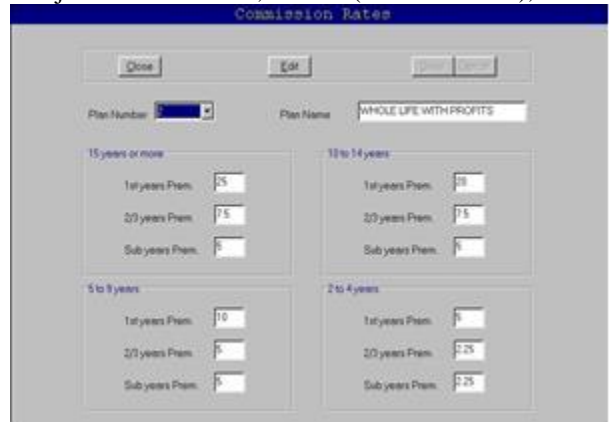 Commission Rates
Close Edit
Plan Number Plan Name WHOLE LIFE WITH PROFITS
15 years or more 10 to 14 years
1st years Prem. 25 1st years Prem. 20
2/3 years Prem. 7.5 2/3 years Prem. 7.5
Sub years Prem. 5 Sub years Prem. 5
5 to 9 years 2 to 4 years
1st years Prem. 10 1st years Prem. 5
2/3 years Prem. 5 2/3 years Prem. 2.25
Sub years Prem. 5 Sub years Prem. 2.25